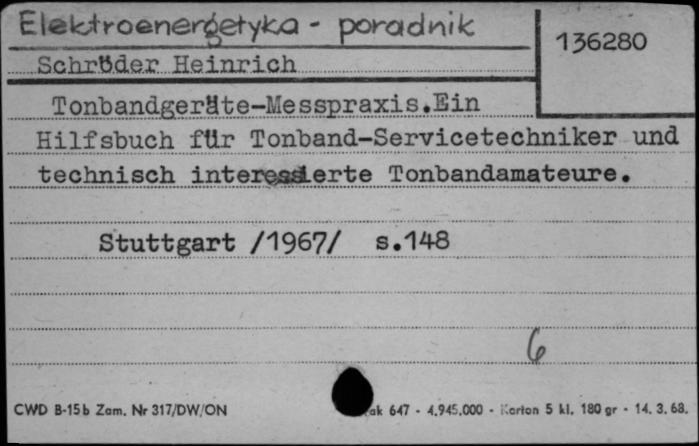 Elektroenergetyka - poradnik
136280
Schröder Heinrich
Tonbandgeräte-Messpraxis.Ein
Hilfsbuch für Tonband-Servicetechniker und
technisch interessierte Tonbandamateure.
Stuttgart /1967/ s.148
6
CWD B-15b Zam. Nr 317/DW/ON
647 - 4.945.000 - Karton 5 kl. 180 gr - 14. 3. 68.